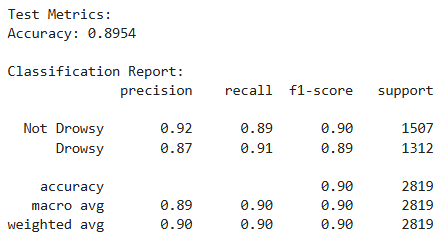 Test Metrics:
Accuracy: 0.8954
Classification Report:
precision recall f1-score support
Not Drowsy 0.92 0.89 0.90 1507
Drowsy 0.87 0.91 0.89 1312
accuracy 0.90 2819
macro avg 0.89 0.90 0.90 2819
weighted avg 0.90 0.90 0.90 2819